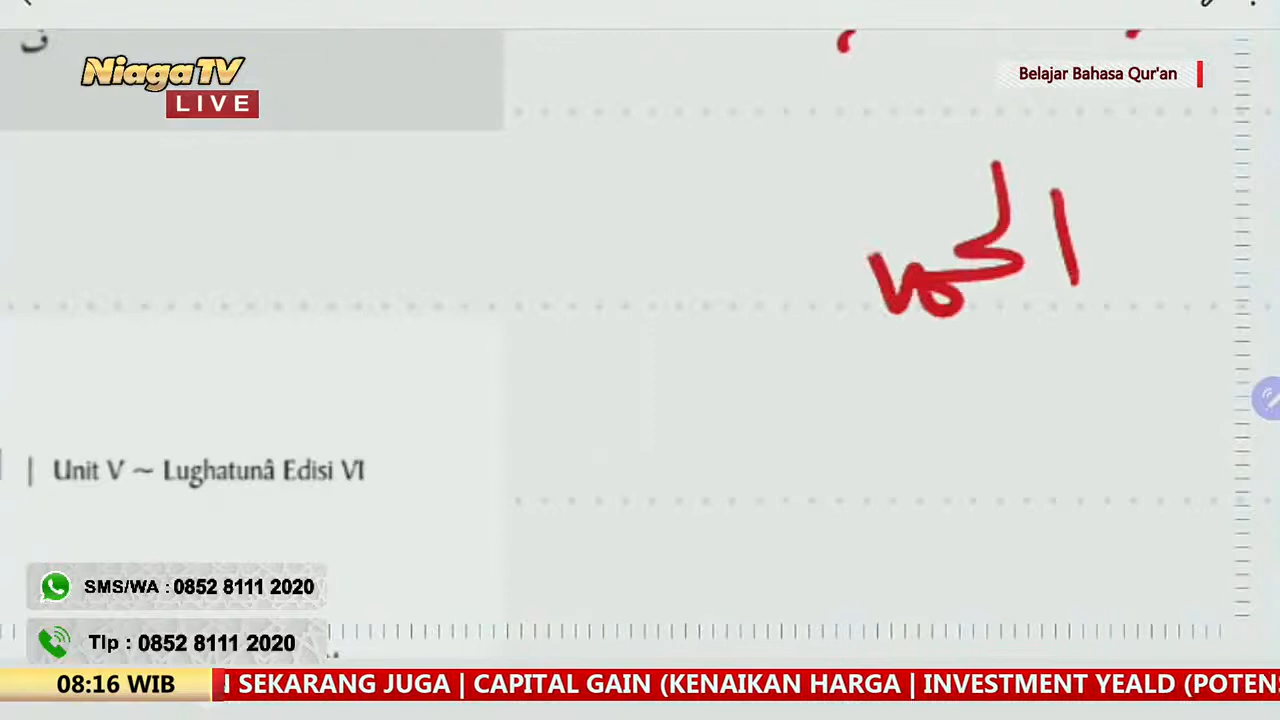 ف
NiagaTV
LIVE
Belajar Bahasa Qur'an
الحمد
| Unit V ~ Lughatunâ Edisi VI
SMS/WA : 0852 8111 2020
Tlp : 0852 8111 2020
08:16 WIB
SEKARANG JUGA | CAPITAL GAIN (KENAIKAN HARGA | INVESTMENT YEALD (POTENS